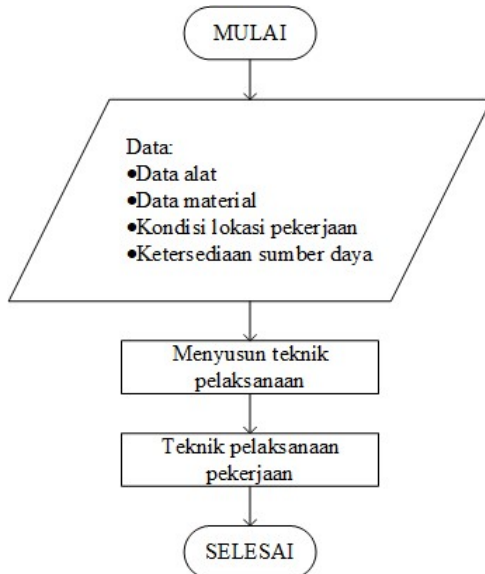 MULAI
Data:
•Data alat
•Data material
•Kondisi lokasi pekerjaan
•Ketersediaan sumber daya
Menyusun teknik
pelaksanaan
Teknik pelaksanaan
pekerjaan
SELESAI